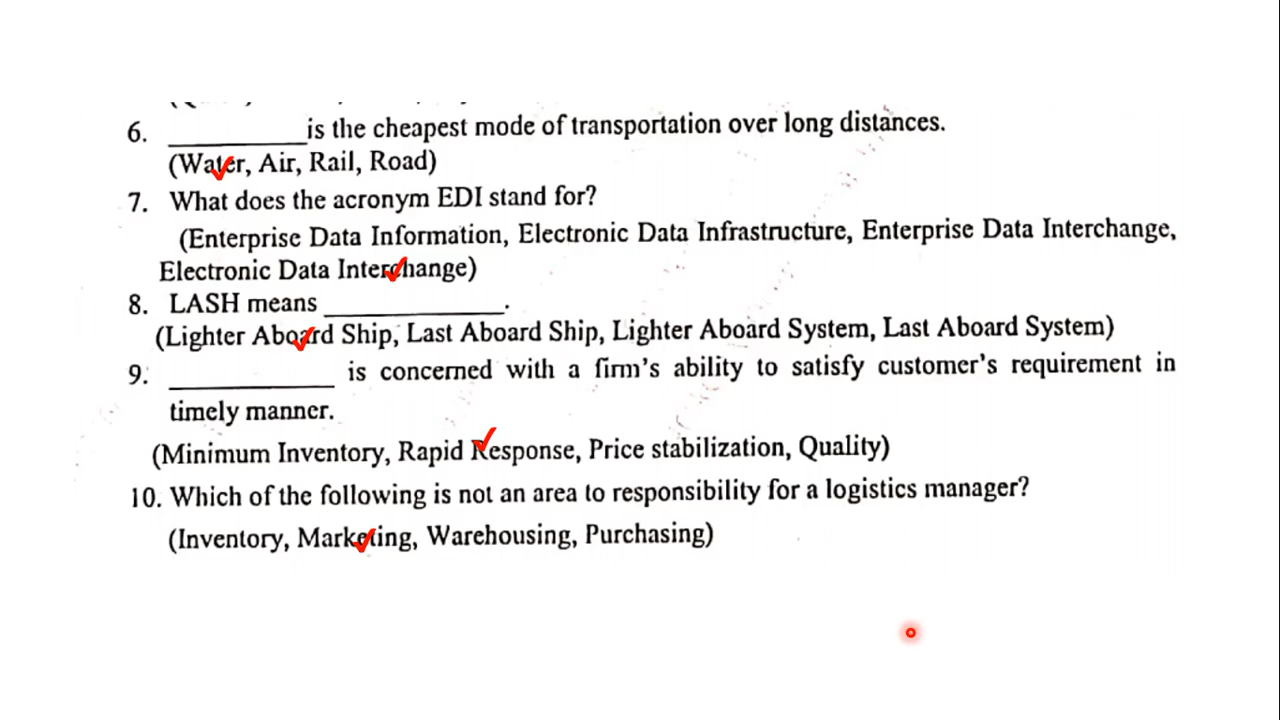 6. __________ is the cheapest mode of transportation over long distances.
(Water, Air, Rail, Road)
7. What does the acronym EDI stand for?
(Enterprise Data Information, Electronic Data Infrastructure, Enterprise Data Interchange,
Electronic Data Interchange)
8. LASH means _____________.
(Lighter Aboard Ship, Last Aboard Ship, Lighter Aboard System, Last Aboard System)
9. ____________ is concerned with a firm's ability to satisfy customer's requirement in
timely manner.
(Minimum Inventory, Rapid Response, Price stabilization, Quality)
10. Which of the following is not an area to responsibility for a logistics manager?
(Inventory, Marketing, Warehousing, Purchasing)